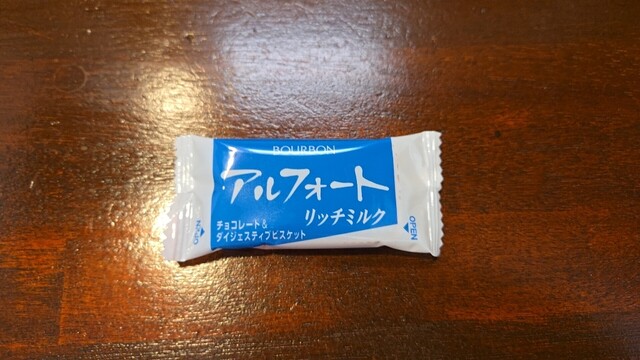 BOURBON
アルフォート
リッチミルク
チョコレート&
ダイジェスティブビスケット
OPEN
OPEN